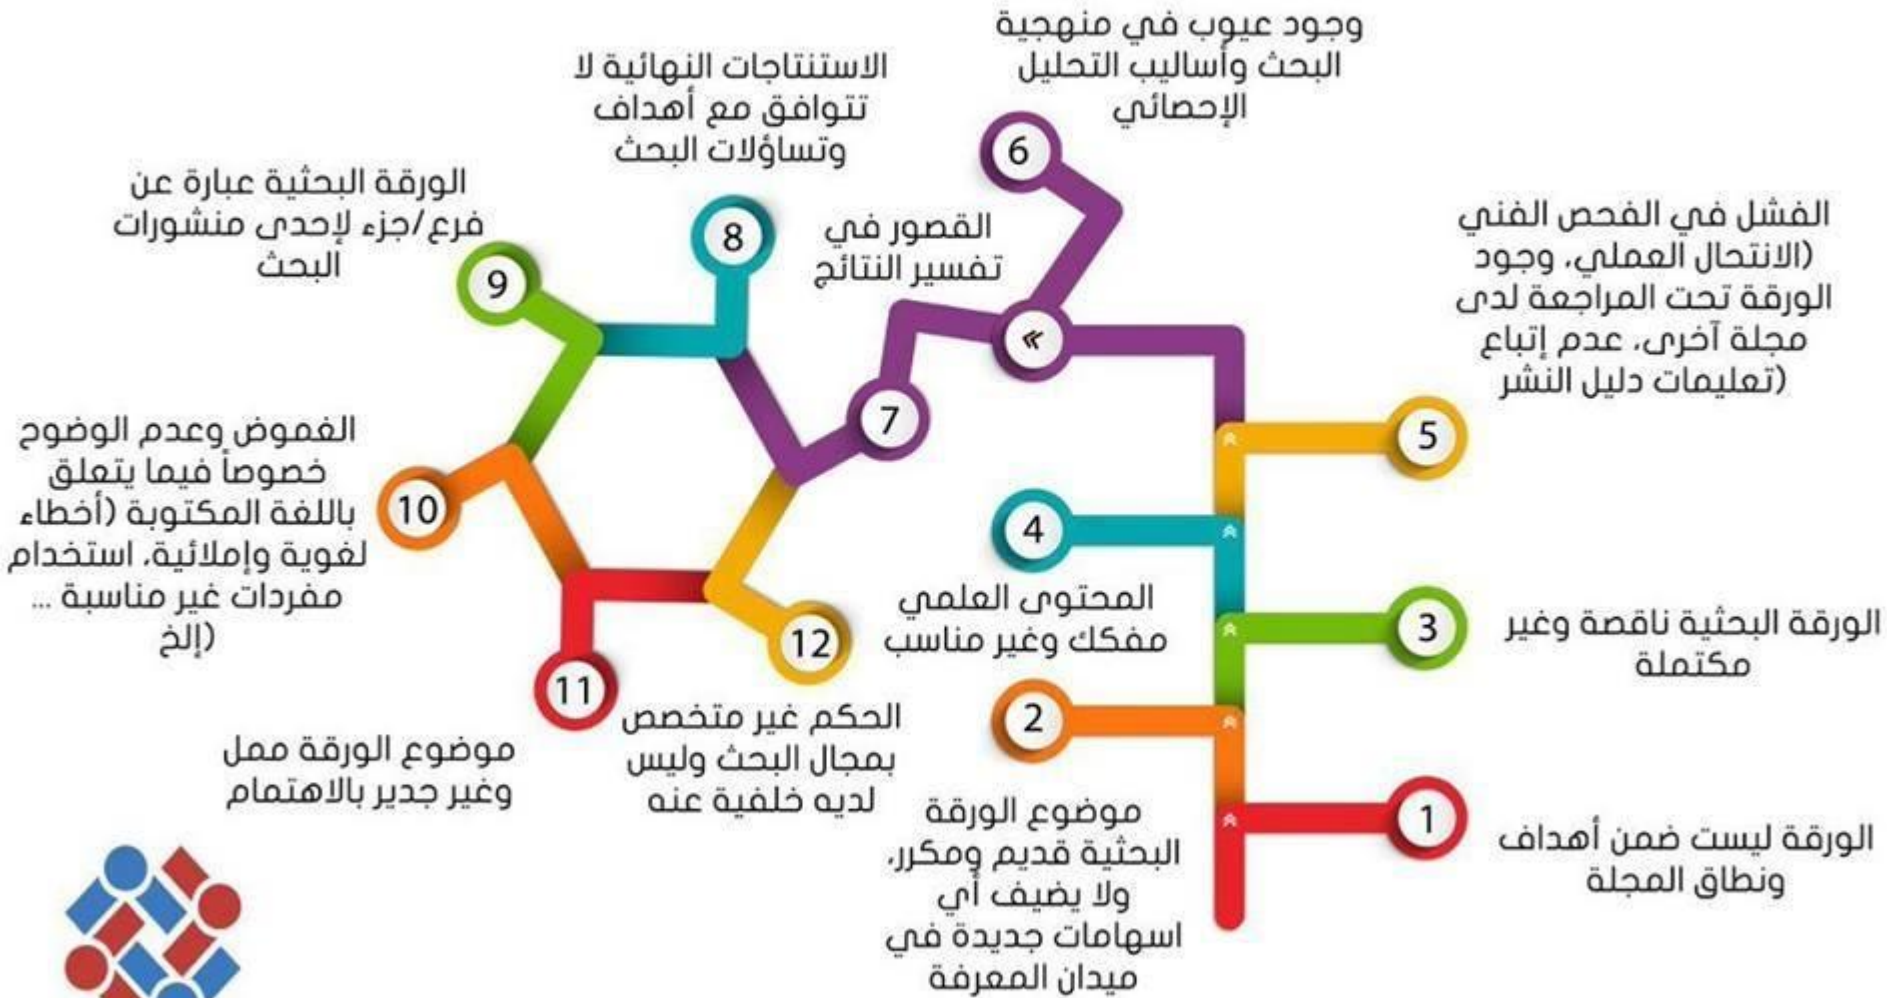 1
الورقة ليست ضمن أهداف
ونطاق المجلة
2
موضوع الورقة
البحثية قديم ومكرر،
ولا يضيف أي
اسهامات جديدة في
ميدان المعرفة
3
الورقة البحثية ناقصة وغير
مكتملة
4
المحتوى العلمي
مفكك وغير مناسب
5
الفشل في الفحص الفني
(الانتحال العملي، وجود
الورقة تحت المراجعة لدى
مجلة آخرى، عدم إتباع
تعليمات دليل النشر)
6
وجود عيوب في منهجية
البحث وأساليب التحليل
الإحصائي
7
القصور في
تفسير النتائج
8
الاستنتاجات النهائية لا
تتوافق مع أهداف
وتساؤلات البحث
9
الورقة البحثية عبارة عن
فرع/جزء لإحدى منشورات
البحث
10
الغموض وعدم الوضوح
خصوصاً فيما يتعلق
باللغة المكتوبة (أخطاء
لغوية وإملائية، استخدام
مفردات غير مناسبة ...
إلخ)
11
موضوع الورقة ممل
وغير جدير بالاهتمام
12
الحكم غير متخصص
بمجال البحث وليس
لديه خلفية عنه